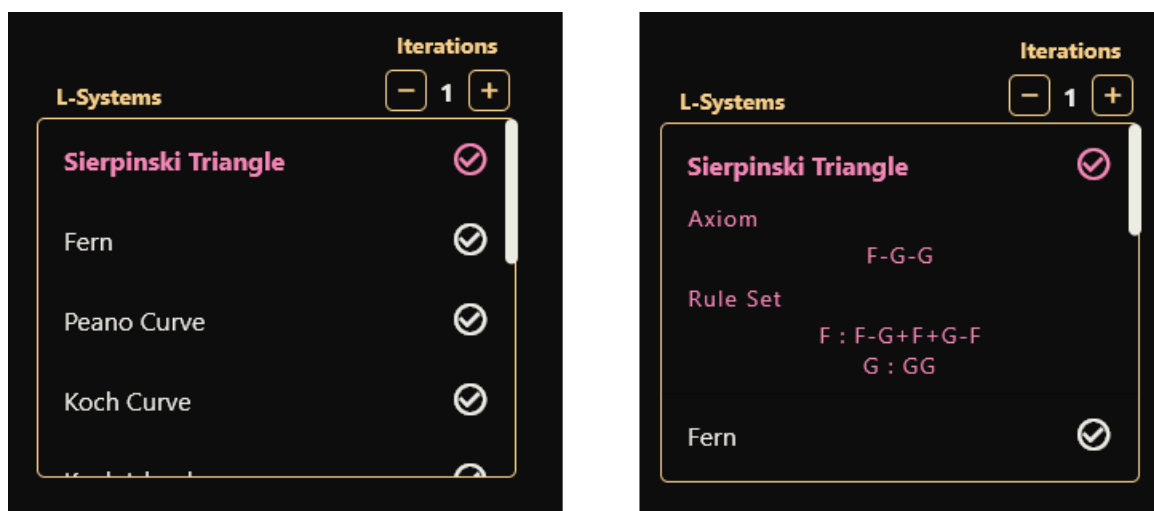 Iterations
− 1 +
L-Systems
Sierpinski Triangle
Fern
Peano Curve
Koch Curve
Iterations
− 1 +
L-Systems
Sierpinski Triangle
Axiom
F-G-G
Rule Set
F : F-G+F+G-F
G : GG
Fern